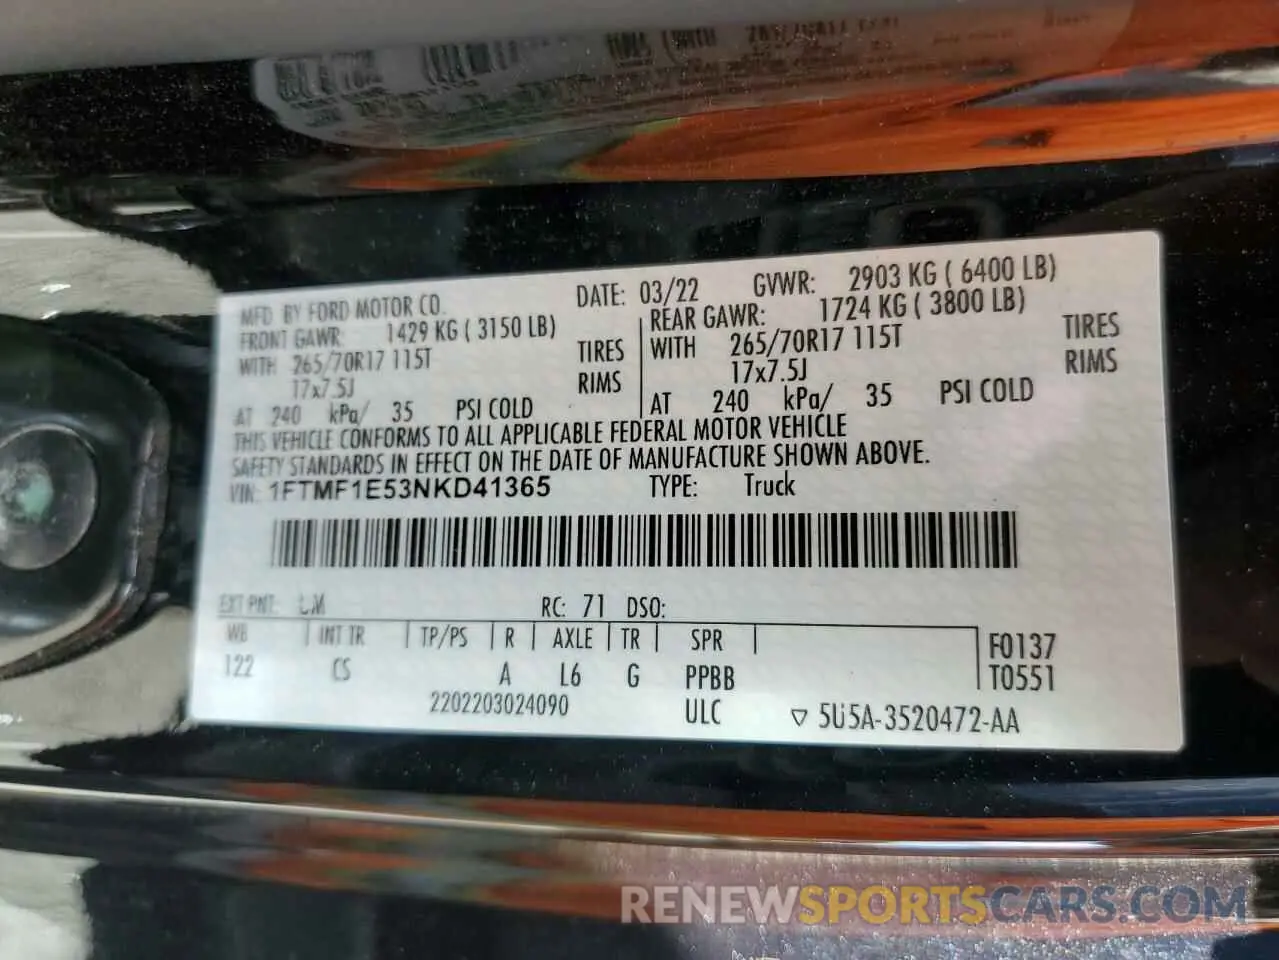 MFD BY FORD MOTOR CO. DATE: 03/22 GVWR: 2903 KG ( 6400 LB)
FRONT GAWR: 1429 KG ( 3150 LB) REAR GAWR: 1724 KG ( 3800 LB)
WITH 265/70R17 115T TIRES WITH 265/70R17 115T TIRES
17x7.5J RIMS 17x7.5J RIMS
AT 240 kPa/ 35 PSI COLD AT 240 kPa/ 35 PSI COLD
THIS VEHICLE CONFORMS TO ALL APPLICABLE FEDERAL MOTOR VEHICLE
SAFETY STANDARDS IN EFFECT ON THE DATE OF MANUFACTURE SHOWN ABOVE.
VIN: 1FTMF1E53NKD41365 TYPE: Truck
EXT PNT: RC: 71 DSO:
WB INT TR TP/PS R AXLE TR SPR F0137
122 CS A L6 G PPBB T0551
2202203024090 ULC ▽ 5U5A-3520472-AA
RENEWSPORTSCARS.COM